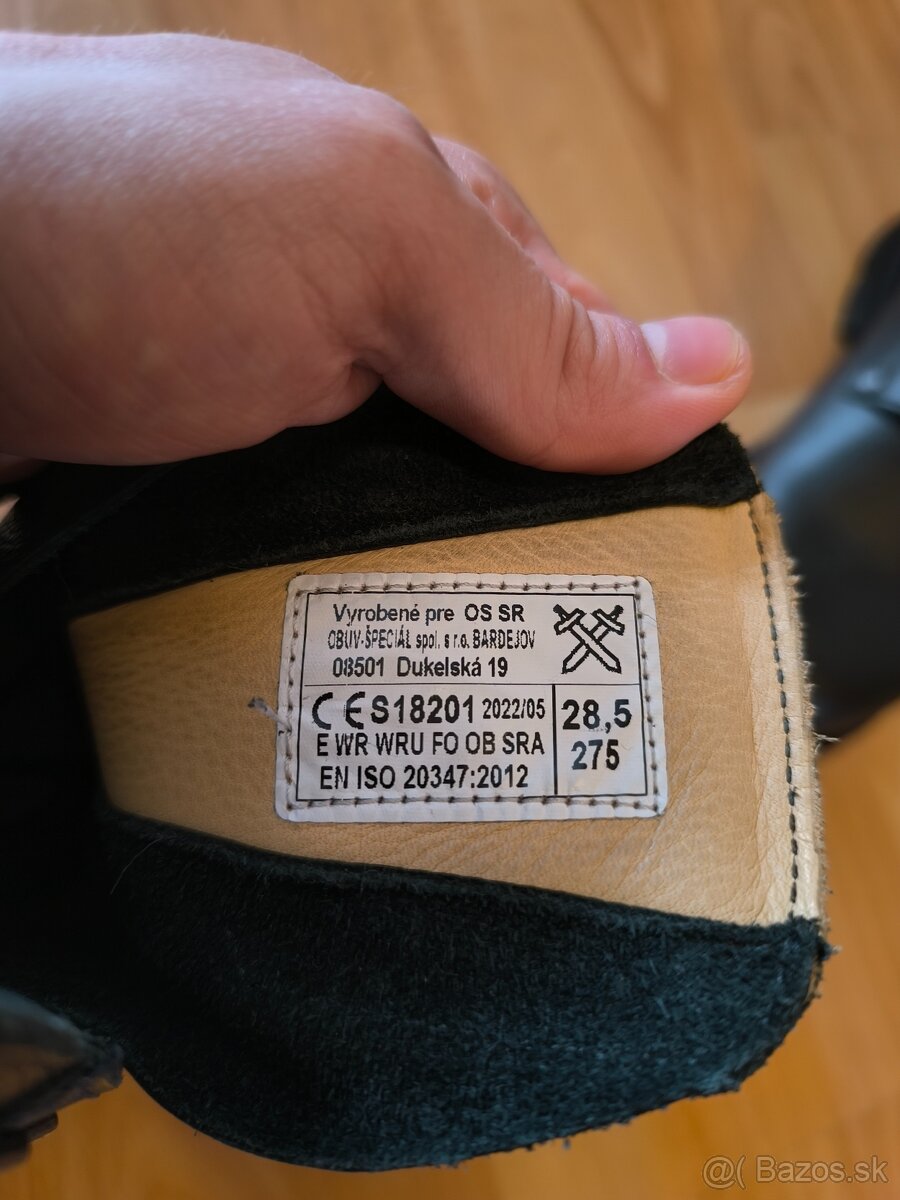 Vyrobené pre OS SR
OBUV-ŠPECIÁL spol. s r.o. BARDEJOV
08501 Dukelská 19
CE S18201 2022/05
E WR WRU FO OB SRA
EN ISO 20347:2012
28,5
275
@( Bazos.sk